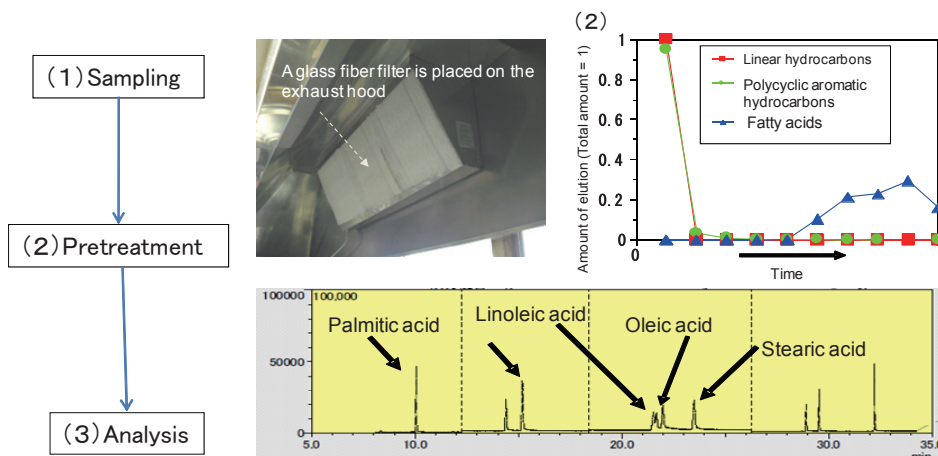 (1)Sampling
(2)Pretreatment
(3)Analysis
A glass fiber filter is placed on the
exhaust hood
(2)
Amount of elution (Total amount = 1)
1
0.8
0.6
0.4
0.2
0
0
Time
Linear hydrocarbons
Polycyclic aromatic
hydrocarbons
Fatty acids
100000
100,000
50000
0
Palmitic acid
Linoleic acid
Oleic acid
Stearic acid
5.0
10.0
20.0
30.0
35.0